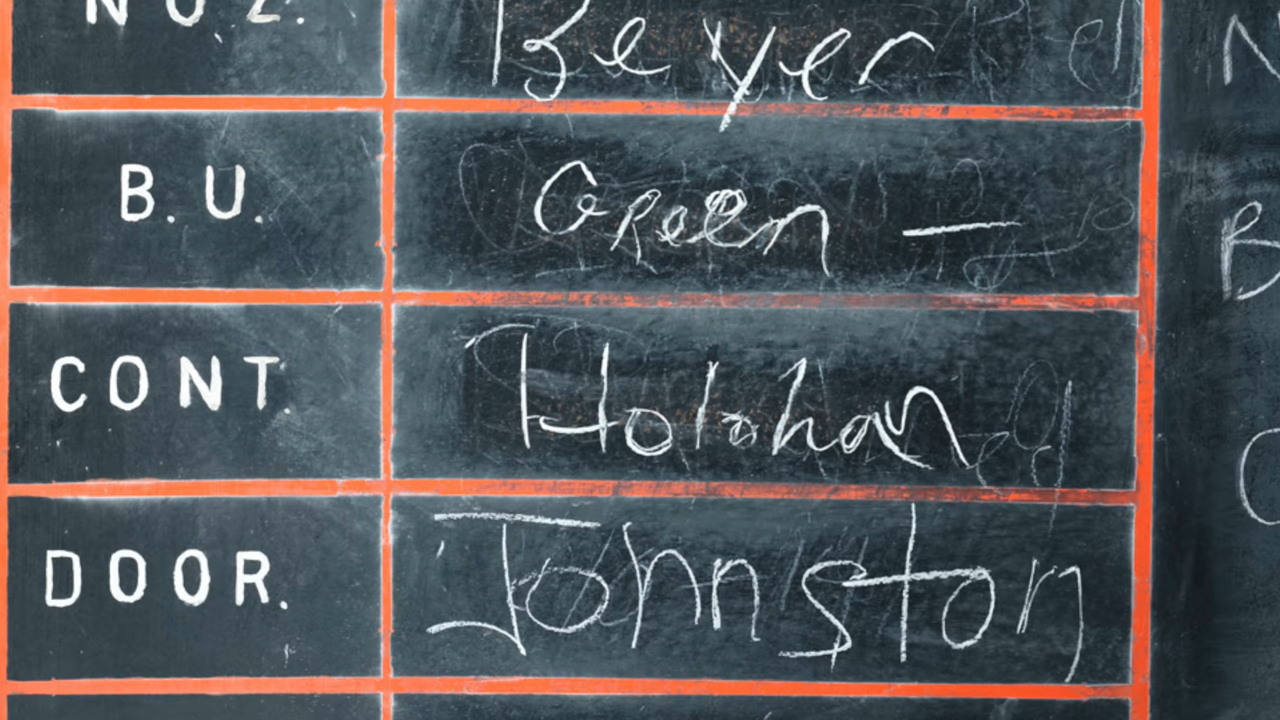 NOZ. Beyer
B. U. Green —
CONT. Holohan
DOOR. Johnston